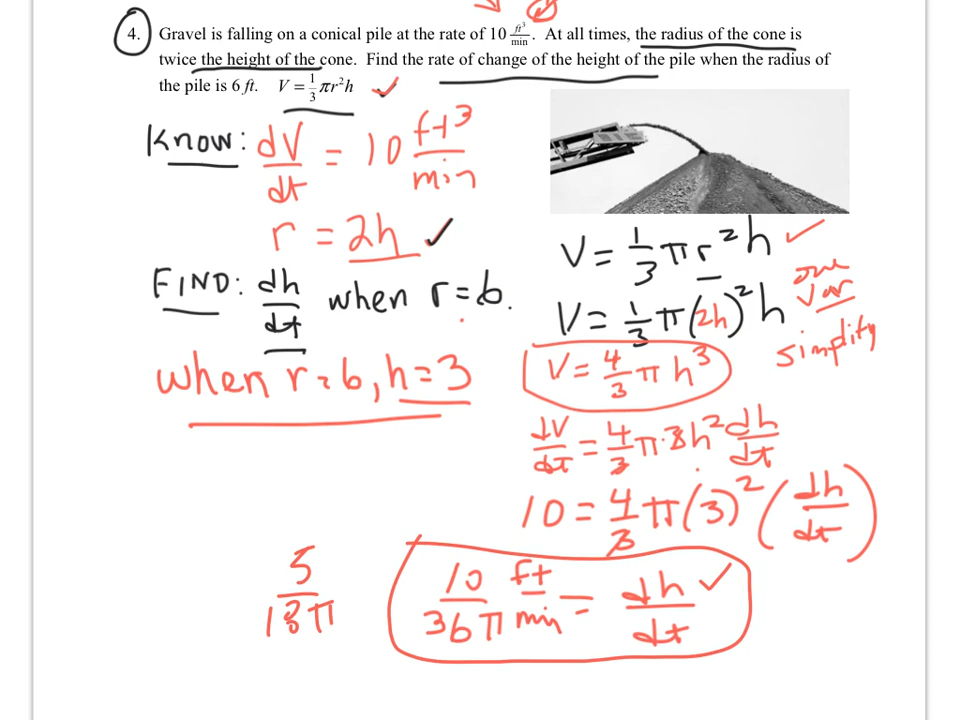 4. Gravel is falling on a conical pile at the rate of 10 ft³/min. At all times, the radius of the cone is
twice the height of the cone. Find the rate of change of the height of the pile when the radius of
the pile is 6 ft. V = 1/3 πr²h ✓
Know: dV/dt = 10 ft³/min
r = 2h ✓
FIND: dh/dt when r = 6.
when r = 6, h = 3
V = 1/3 π r² h ✓
V = 1/3 π (2h)² h
one
var
simplify
V = 4/3 π h³
dV/dt = 4/3 π · 3h² dh/dt
10 = 4/3 π (3)² (dh/dt)
10/36π ft/min = dh/dt ✓
5/18π